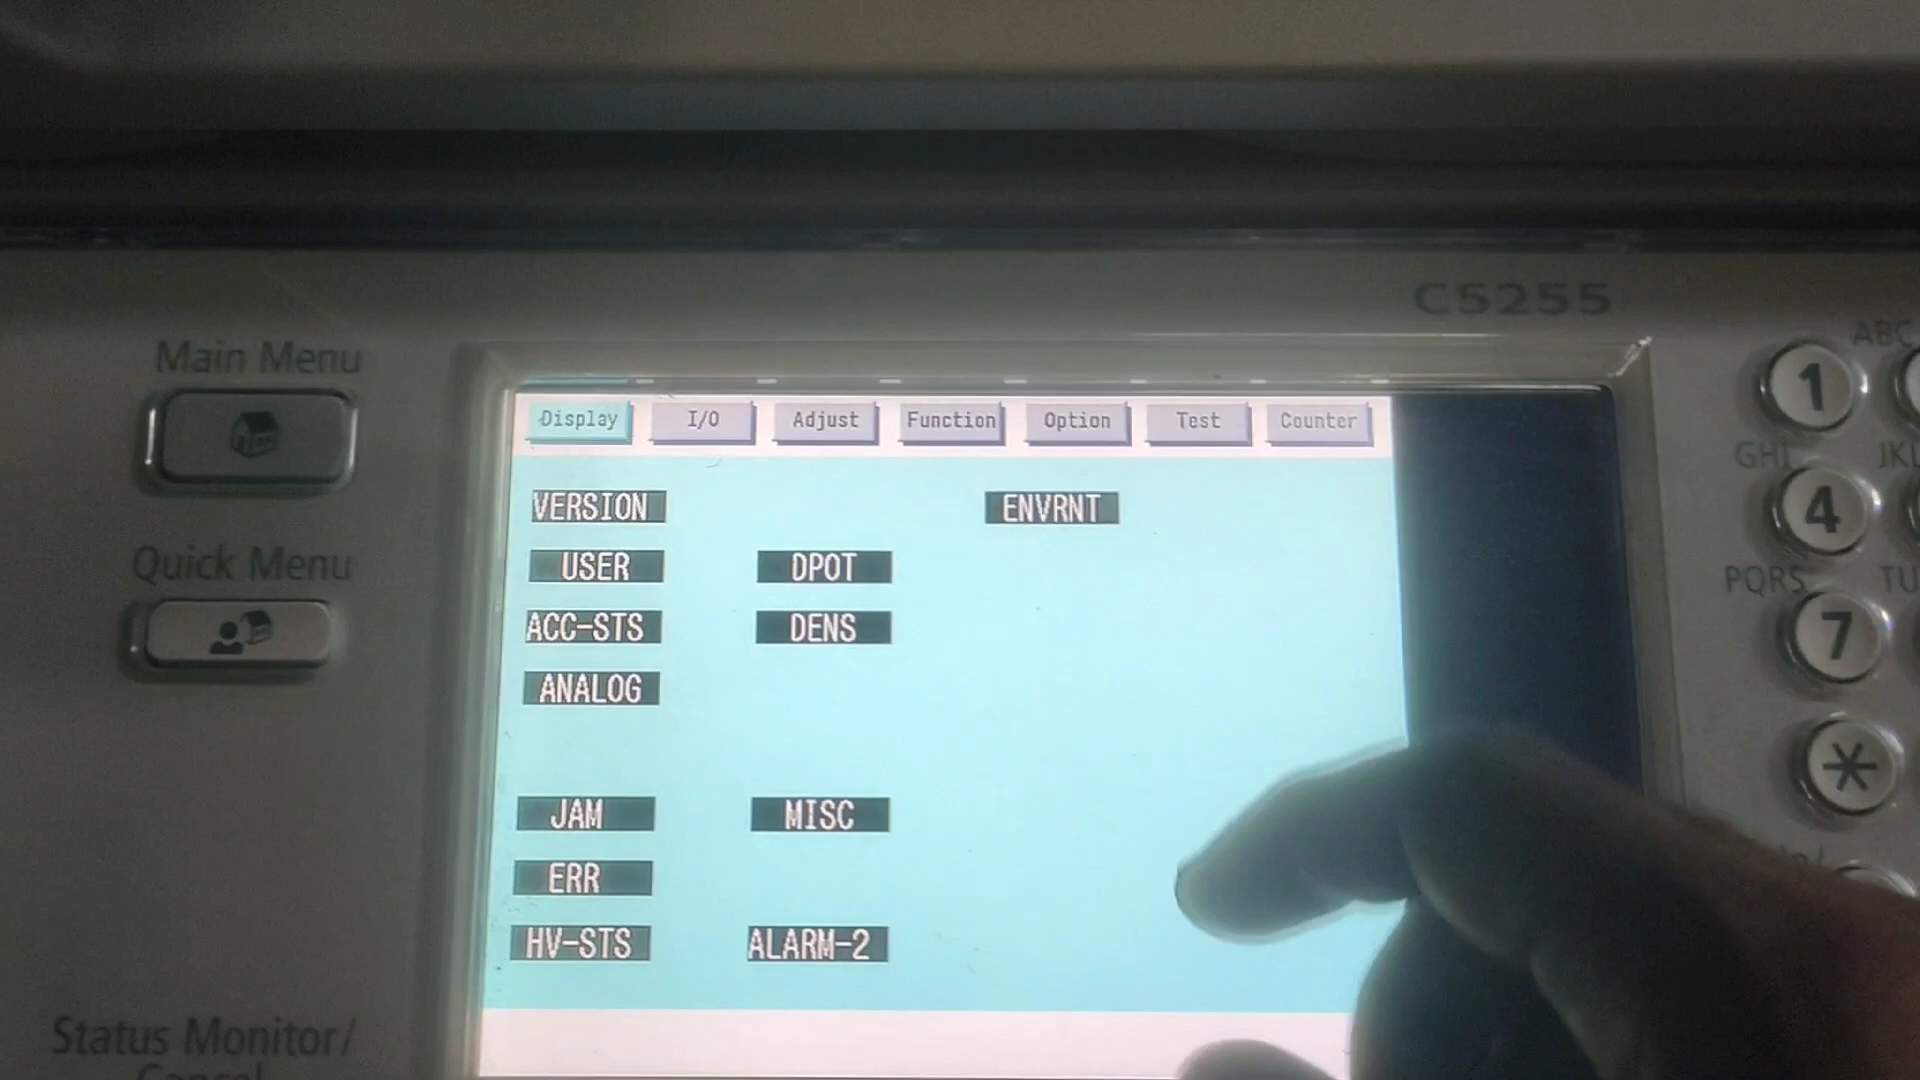 C5255
Main Menu
Quick Menu
Status Monitor/
Cancel
Display I/O Adjust Function Option Test Counter
VERSION ENVRNT
USER DPOT
ACC-STS DENS
ANALOG
JAM MISC
ERR
HV-STS ALARM-2
ABC
1
GHI
4
PQRS
7
*